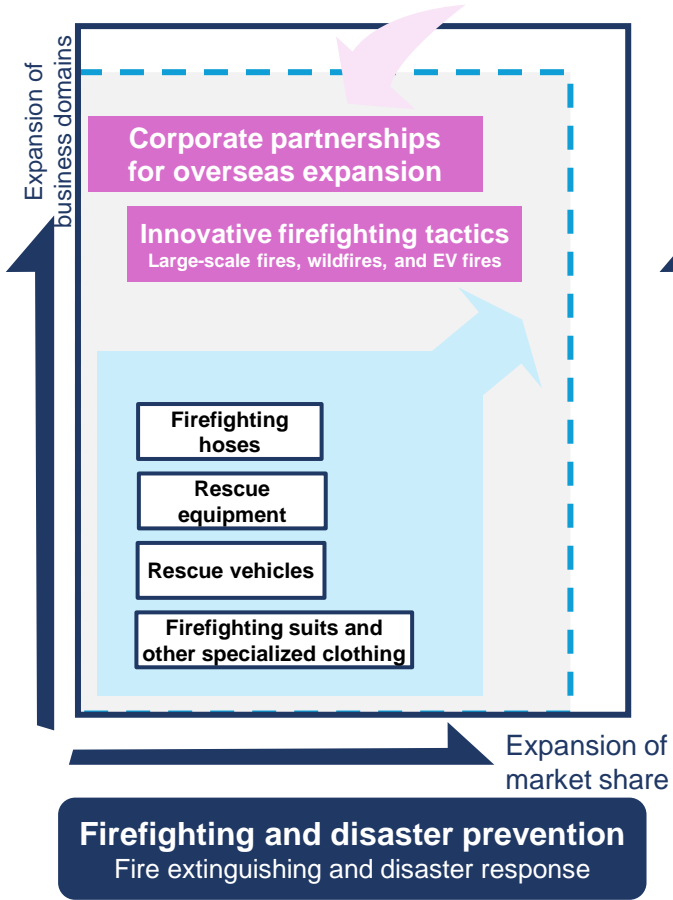 Expansion of
business domains
Corporate partnerships
for overseas expansion
Innovative firefighting tactics
Large-scale fires, wildfires, and EV fires
Firefighting
hoses
Rescue
equipment
Rescue vehicles
Firefighting suits and
other specialized clothing
Expansion of
market share
Firefighting and disaster prevention
Fire extinguishing and disaster response